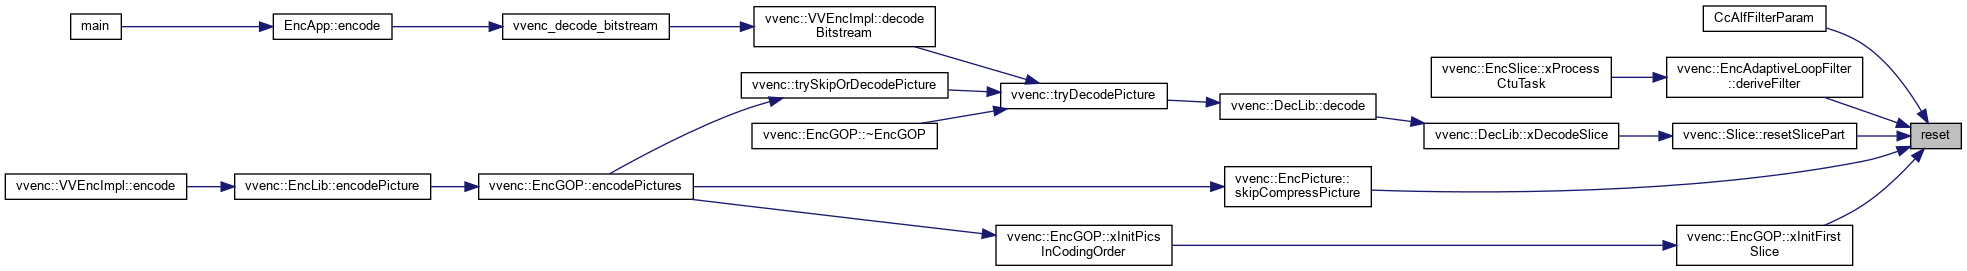 main
EncApp::encode
vvenc_decode_bitstream
vvenc::VVEncImpl::decode
Bitstream
CcAlfFilterParam
vvenc::trySkipOrDecodePicture
vvenc::tryDecodePicture
vvenc::EncGOP::~EncGOP
vvenc::DecLib::decode
vvenc::EncSlice::xProcess
CtuTask
vvenc::EncAdaptiveLoopFilter
::deriveFilter
vvenc::DecLib::xDecodeSlice
vvenc::Slice::resetSlicePart
reset
vvenc::VVEncImpl::encode
vvenc::EncLib::encodePicture
vvenc::EncGOP::encodePictures
vvenc::EncPicture::
skipCompressPicture
vvenc::EncGOP::xInitPics
InCodingOrder
vvenc::EncGOP::xInitFirst
Slice